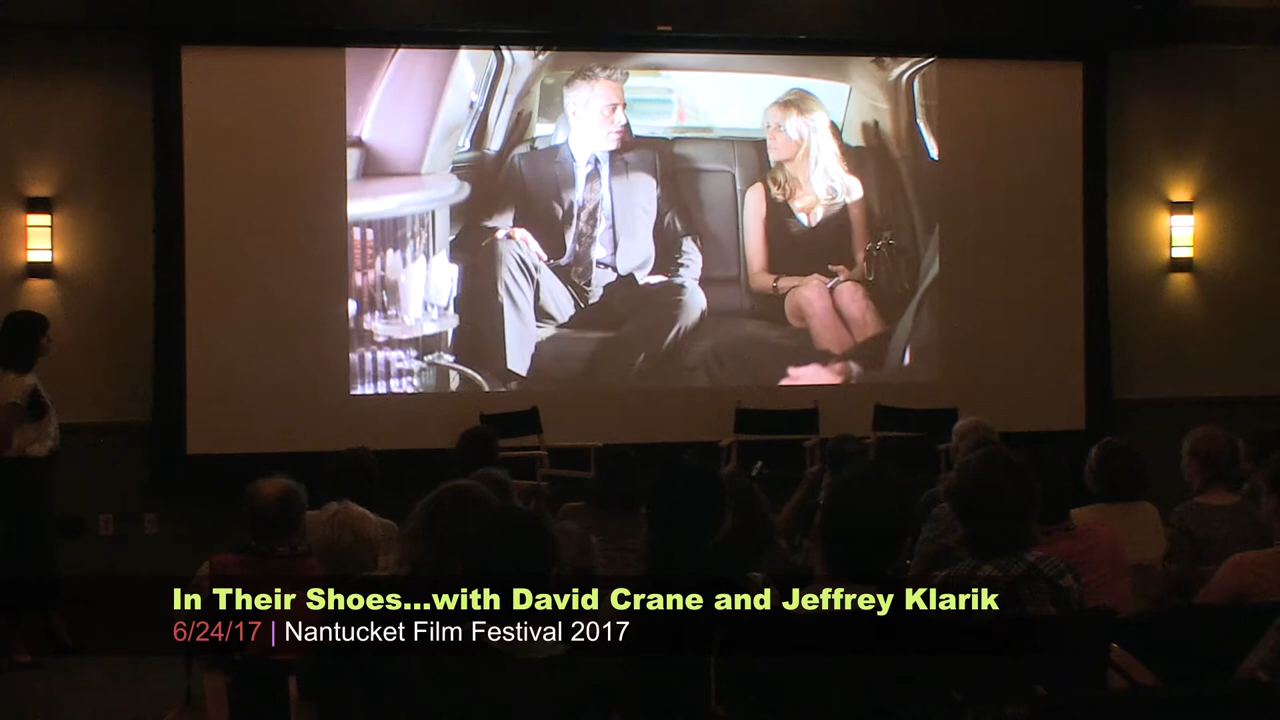 In Their Shoes...with David Crane and Jeffrey Klarik
6/24/17 | Nantucket Film Festival 2017